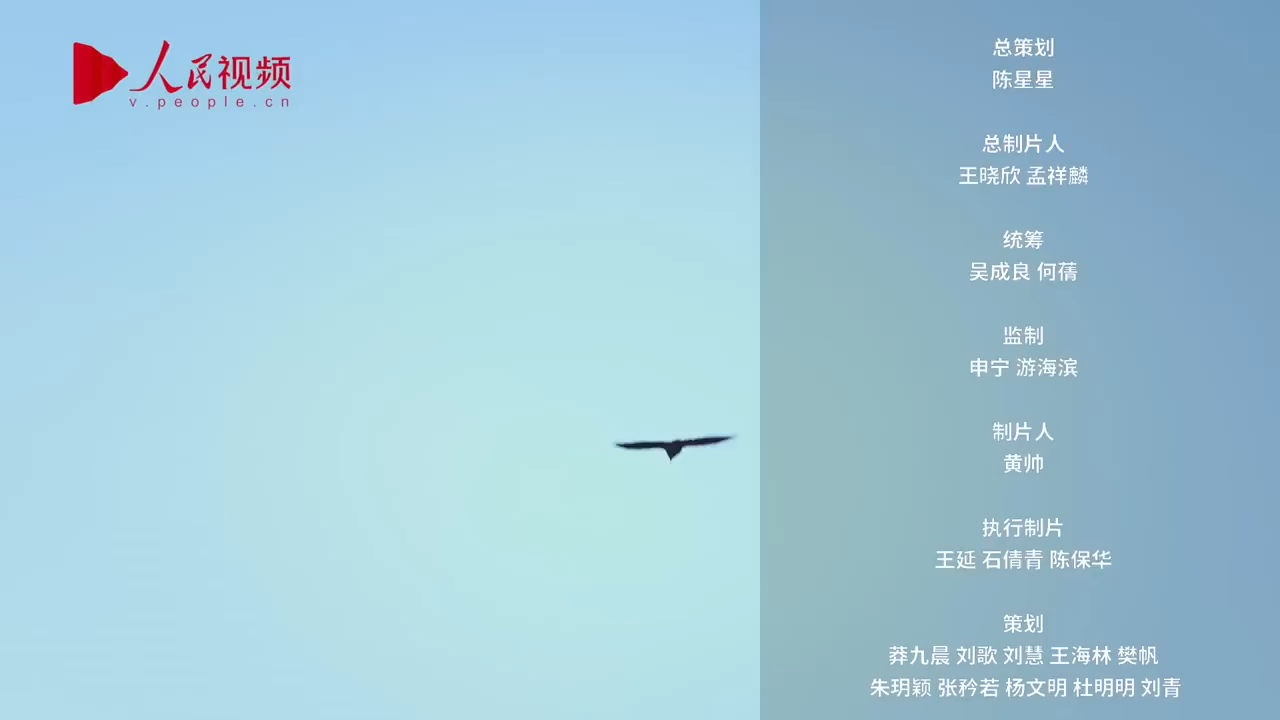 人民视频
v.people.cn
总策划
陈星星
总制片人
王晓欣 孟祥麟
统筹
吴成良 何蒨
监制
申宁 游海滨
制片人
黄帅
执行制片
王延 石倩青 陈保华
策划
莽九晨 刘歌 刘慧 王海林 樊帆
朱玥颖 张矜若 杨文明 杜明明 刘青